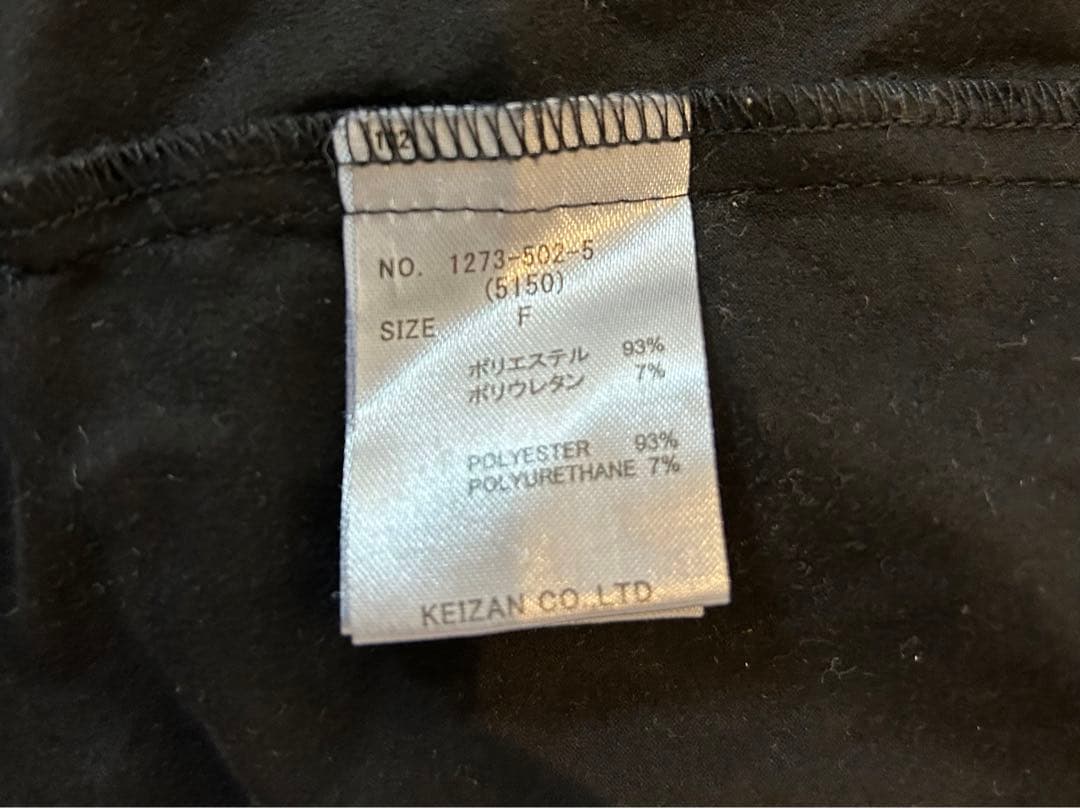 NO. 1273-502-5
(5150)
SIZE F
ポリエステル 93%
ポリウレタン 7%
POLYESTER 93%
POLYURETHANE 7%
KEIZAN CO.,LTD